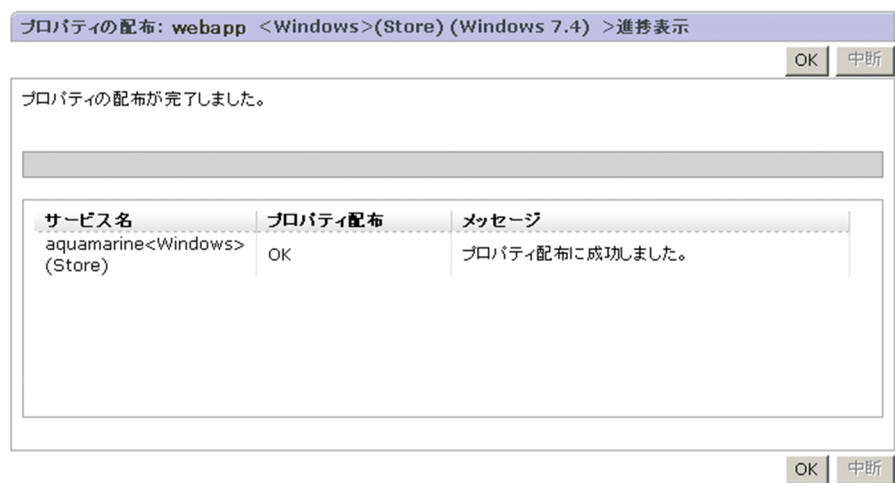 プロパティの配布: webapp <Windows>(Store) (Windows 7.4) >進捗表示
OK 中断
プロパティの配布が完了しました。
サービス名 プロパティ配布 メッセージ
aquamarine<Windows>
(Store) OK プロパティ配布に成功しました。
OK 中断